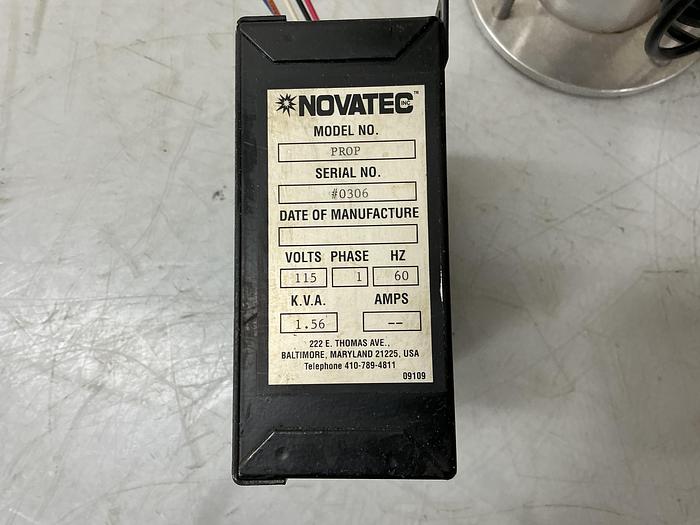 NOVATEC INC ™
MODEL NO.
PROP
SERIAL NO.
#0306
DATE OF MANUFACTURE
VOLTS PHASE HZ
115 1 60
K.V.A. AMPS
1.56 --
222 E. THOMAS AVE.,
BALTIMORE, MARYLAND 21225, USA
Telephone 410-789-4811
09109